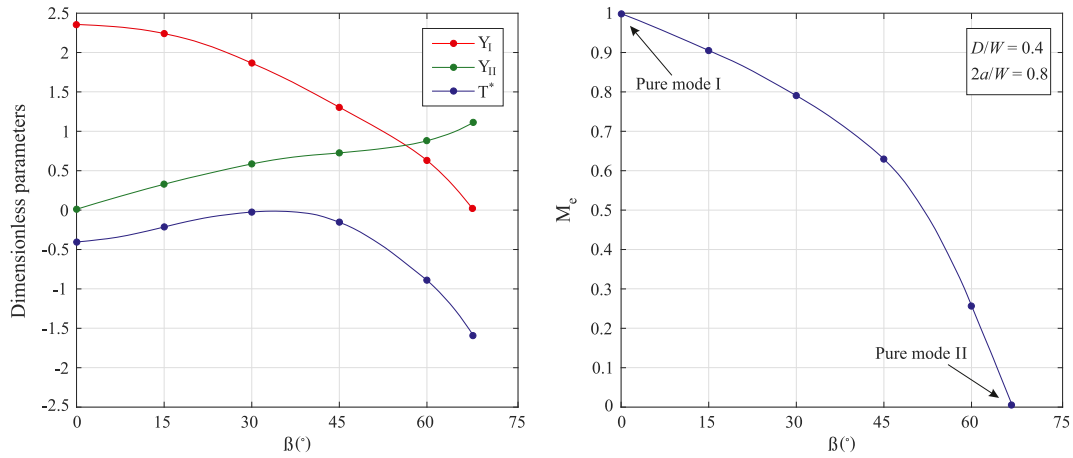 2.5
2
1.5
1
0.5
0
-0.5
-1
-1.5
-2
-2.5
Dimensionless parameters
0 15 30 45 60 75
ß(°)
Y_I
Y_II
T*
1
0.9
0.8
0.7
0.6
0.5
0.4
0.3
0.2
0.1
0
M_e
0 15 30 45 60 75
ß(°)
Pure mode I
D/W = 0.4
2a/W = 0.8
Pure mode II